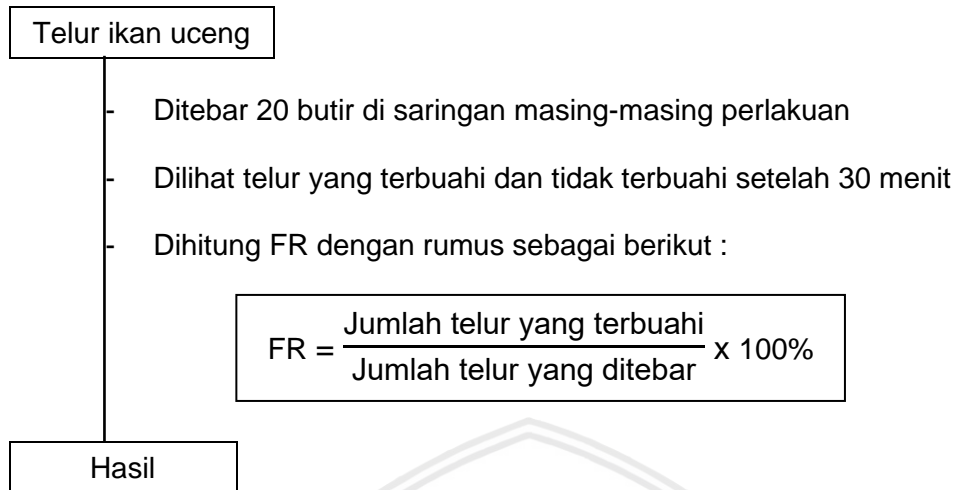 Telur ikan uceng
- Ditebar 20 butir di saringan masing-masing perlakuan
- Dilihat telur yang terbuahi dan tidak terbuahi setelah 30 menit
- Dihitung FR dengan rumus sebagai berikut :
Jumlah telur yang terbuahi
FR = x 100%
Jumlah telur yang ditebar
Hasil